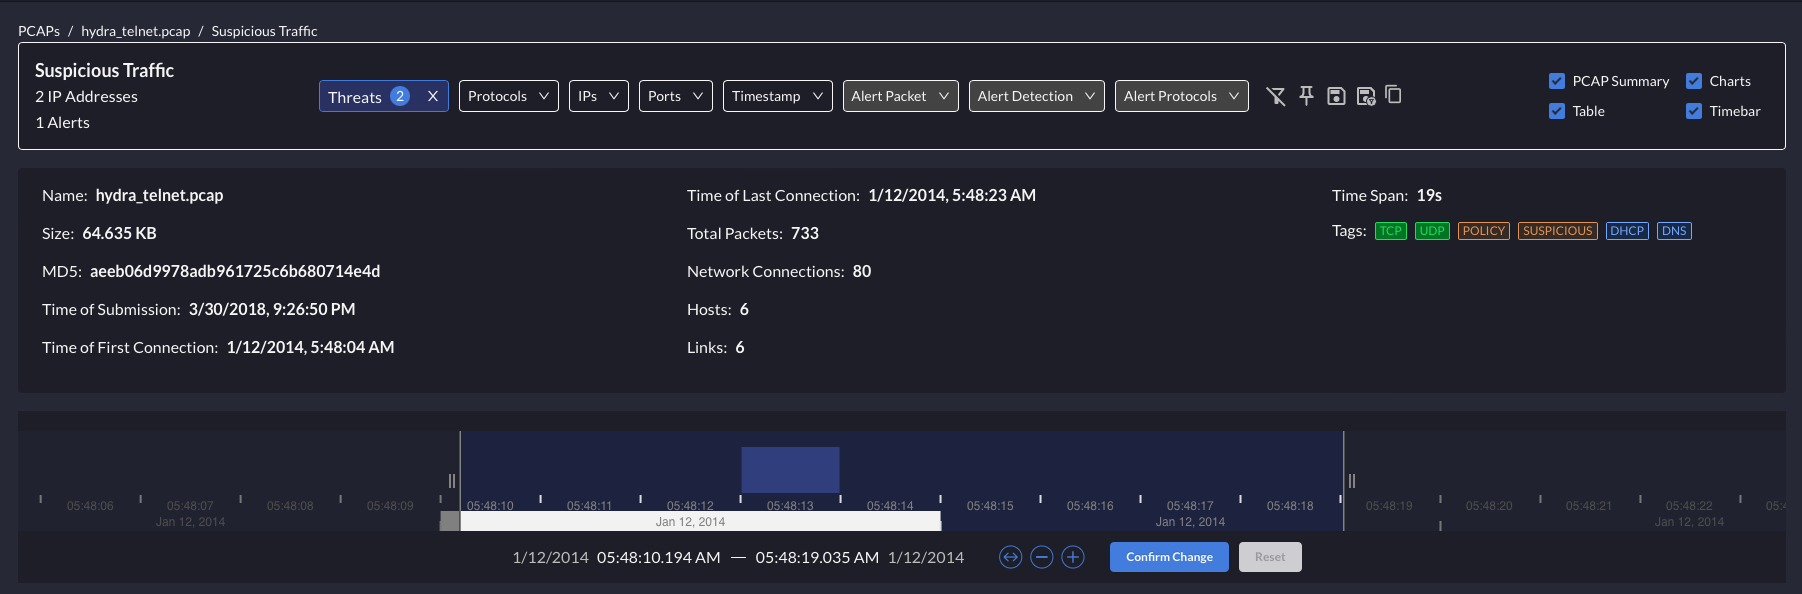 PCAPs / hydra_telnet.pcap / Suspicious Traffic
Suspicious Traffic
2 IP Addresses
1 Alerts
Threats 2 X
Protocols
IPs
Ports
Timestamp
Alert Packet
Alert Detection
Alert Protocols
PCAP Summary
Charts
Table
Timebar
Name: hydra_telnet.pcap
Size: 64.635 KB
MD5: aeeb06d9978adb961725c6b680714e4d
Time of Submission: 3/30/2018, 9:26:50 PM
Time of First Connection: 1/12/2014, 5:48:04 AM
Time of Last Connection: 1/12/2014, 5:48:23 AM
Total Packets: 733
Network Connections: 80
Hosts: 6
Links: 6
Time Span: 19s
Tags: TCP UDP POLICY SUSPICIOUS DHCP DNS
05:48:06 05:48:07 05:48:08 05:48:09 05:48:10 05:48:11 05:48:12 05:48:13 05:48:14 05:48:15 05:48:16 05:48:17 05:48:18 05:48:19 05:48:20 05:48:21 05:48:22 05:4
Jan 12, 2014 Jan 12, 2014 Jan 12, 2014 Jan 12, 2014
1/12/2014 05:48:10.194 AM — 05:48:19.035 AM 1/12/2014
Confirm Change
Reset